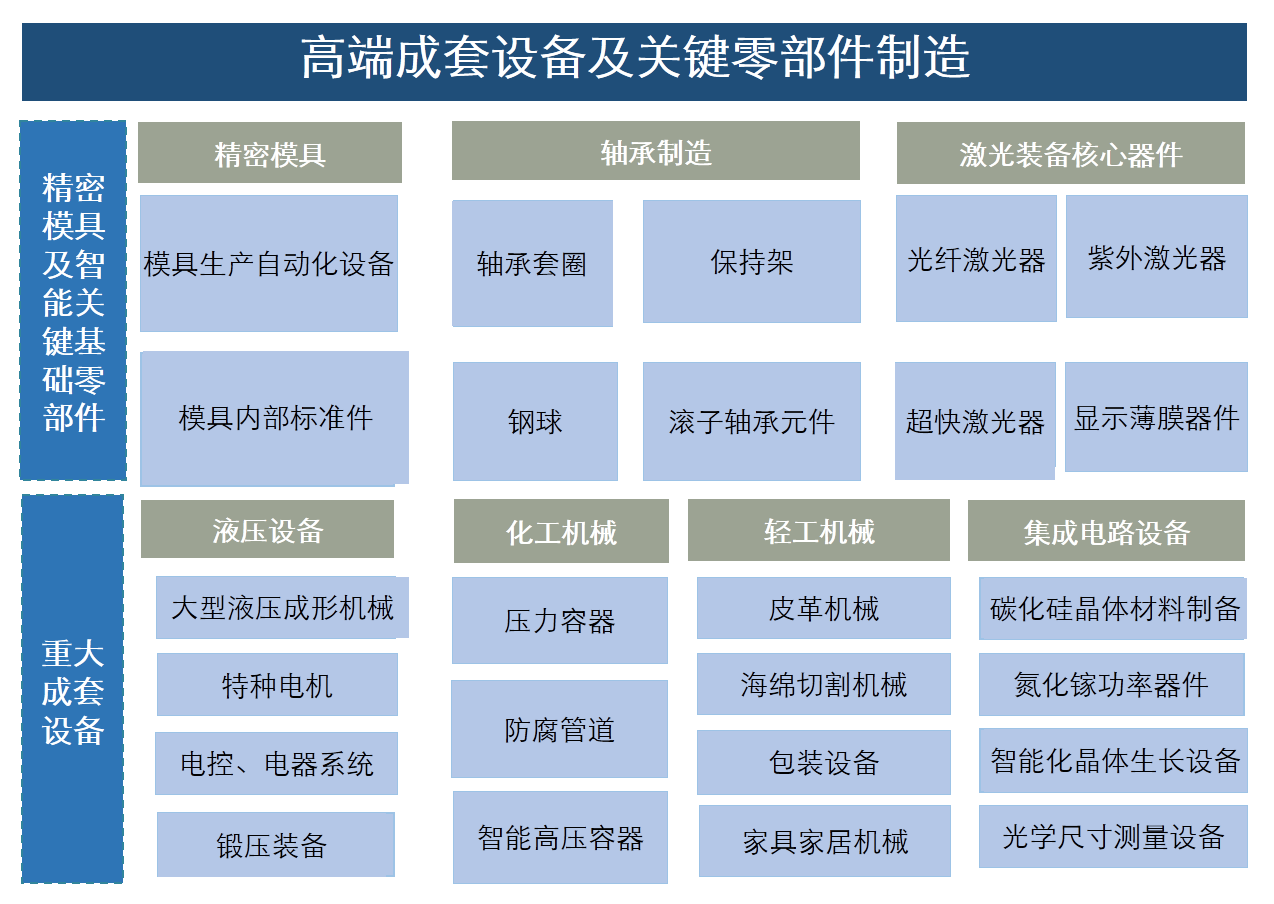 高端成套设备及关键零部件制造
精密
模具
及智
能关
键基
础零
部件
精密模具
轴承制造
激光装备核心器件
模具生产自动化设备
轴承套圈
保持架
光纤激光器
紫外激光器
模具内部标准件
钢球
滚子轴承元件
超快激光器
显示薄膜器件
重大
成套
设备
液压设备
化工机械
轻工机械
集成电路设备
大型液压成形机械
特种电机
电控、电器系统
锻压装备
压力容器
防腐管道
智能高压容器
皮革机械
海绵切割机械
包装设备
家具家居机械
碳化硅晶体材料制备
氮化镓功率器件
智能化晶体生长设备
光学尺寸测量设备